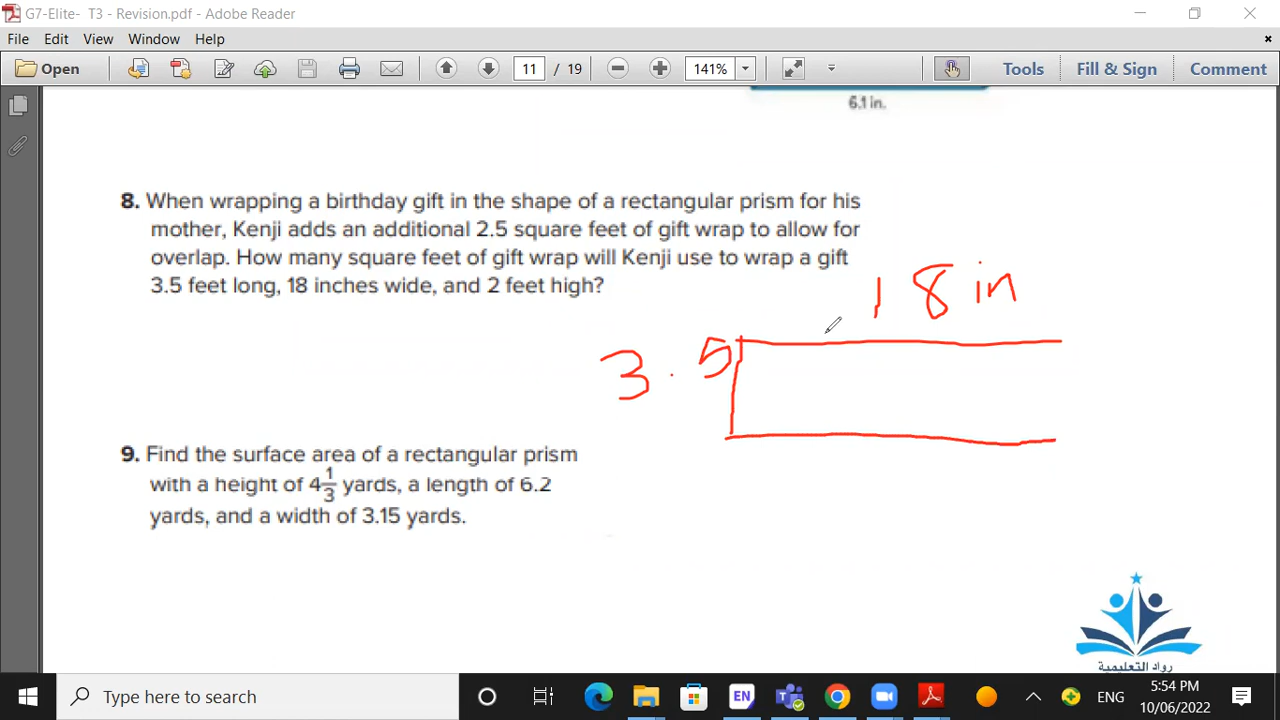 G7-Elite- T3 - Revision.pdf - Adobe Reader
File Edit View Window Help
Open 11 / 19 141% Tools Fill & Sign Comment
6.1 in.
8. When wrapping a birthday gift in the shape of a rectangular prism for his
mother, Kenji adds an additional 2.5 square feet of gift wrap to allow for
overlap. How many square feet of gift wrap will Kenji use to wrap a gift
3.5 feet long, 18 inches wide, and 2 feet high?
18 in
3.5
9. Find the surface area of a rectangular prism
with a height of 4 1/3 yards, a length of 6.2
yards, and a width of 3.15 yards.
رواد التعليمية
Type here to search
EN
ENG
5:54 PM
10/06/2022